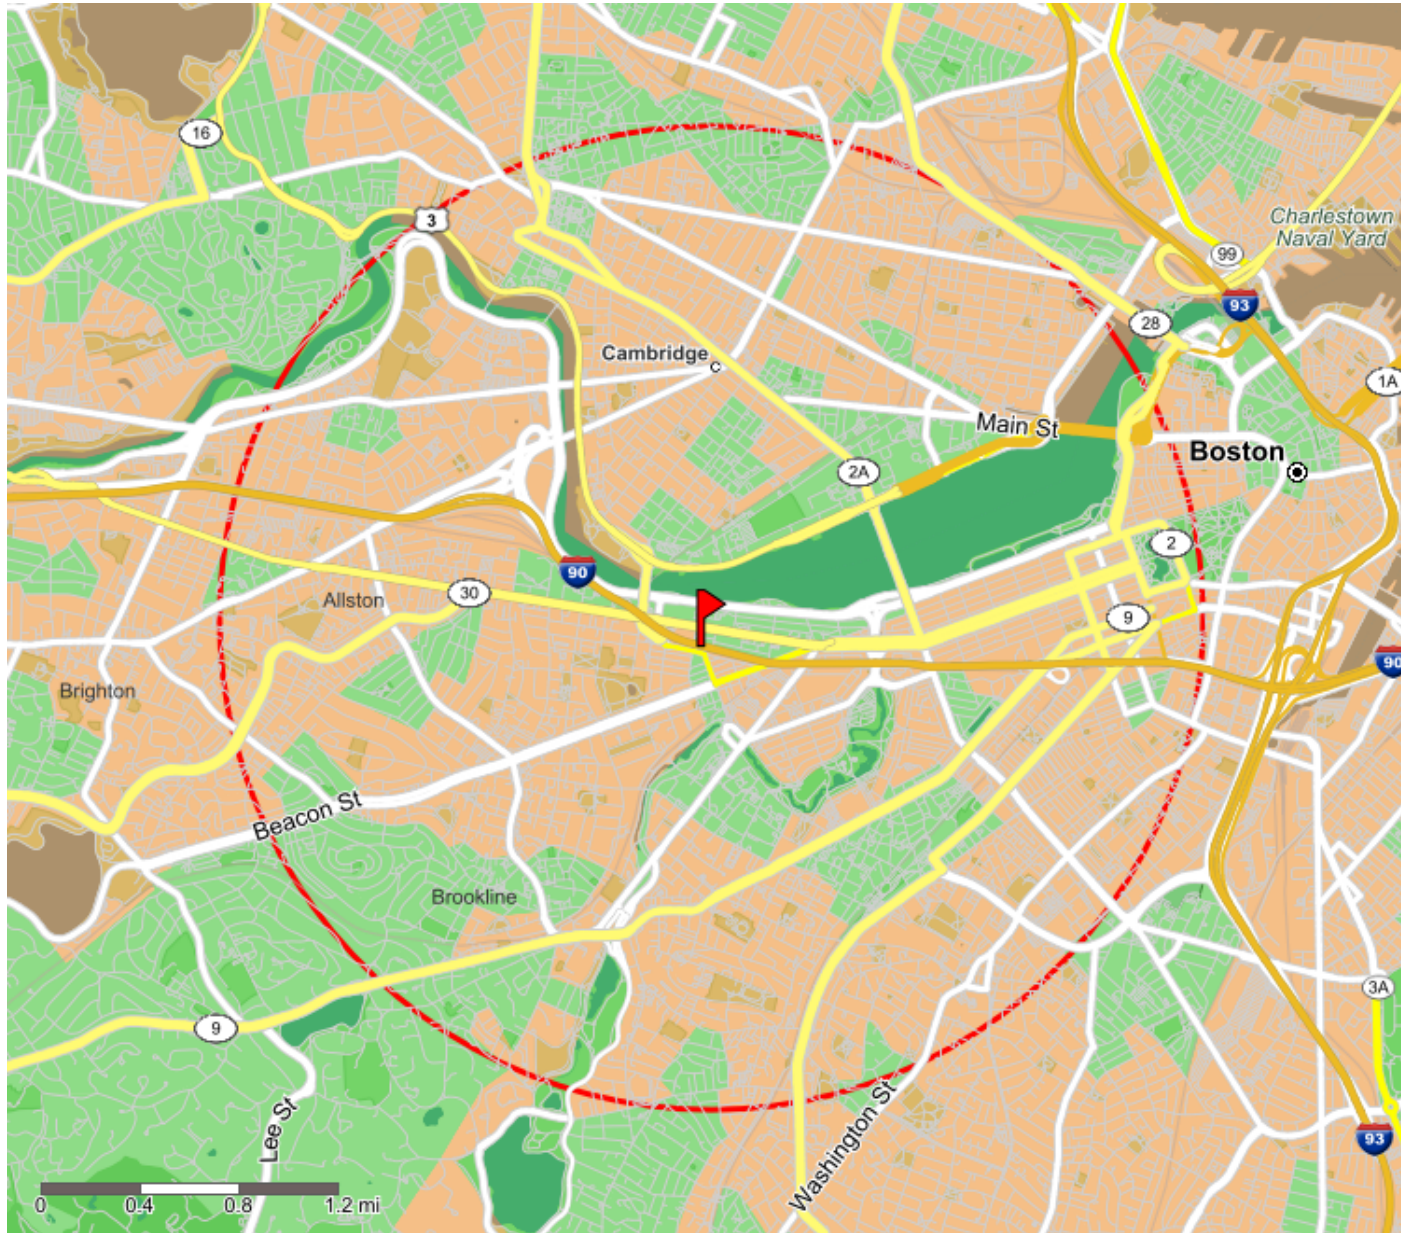 16
3
Charlestown
Naval Yard
99
93
28
Cambridge
1A
Main St
Boston
2A
2
90
30
Allston
9
90
Brighton
Beacon St
Brookline
3A
9
Lee St
Washington St
93
0
0.4
0.8
1.2 mi